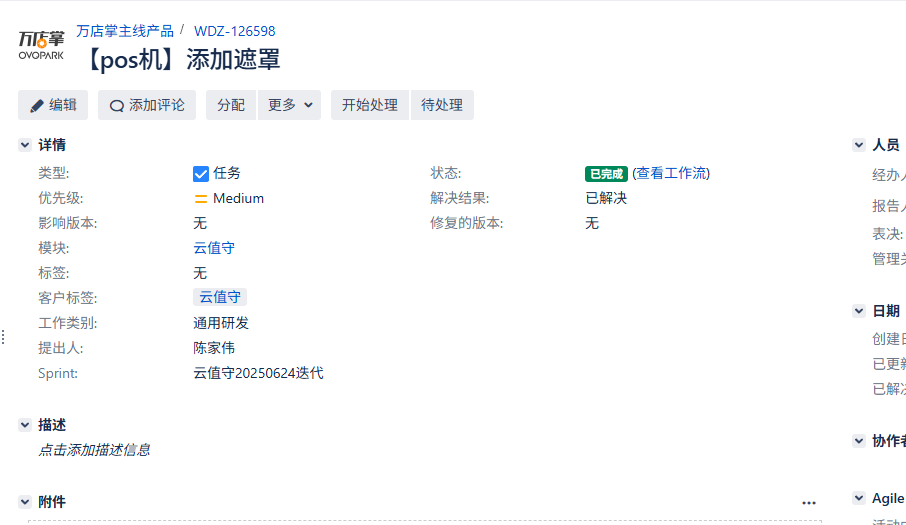 万店掌
OVOPARK
万店掌主线产品 / WDZ-126598
【pos机】添加遮罩
编辑 添加评论 分配 更多 开始处理 待处理
详情
类型: 任务 状态: 已完成 (查看工作流)
优先级: Medium 解决结果: 已解决
影响版本: 无 修复的版本: 无
模块: 云值守
标签: 无
客户标签: 云值守
工作类别: 通用研发
提出人: 陈家伟
Sprint: 云值守20250624迭代
描述
点击添加描述信息
附件 ...
人员
经办
报告
表决:
管理
日期
创建
已更
已解
协作
Agile